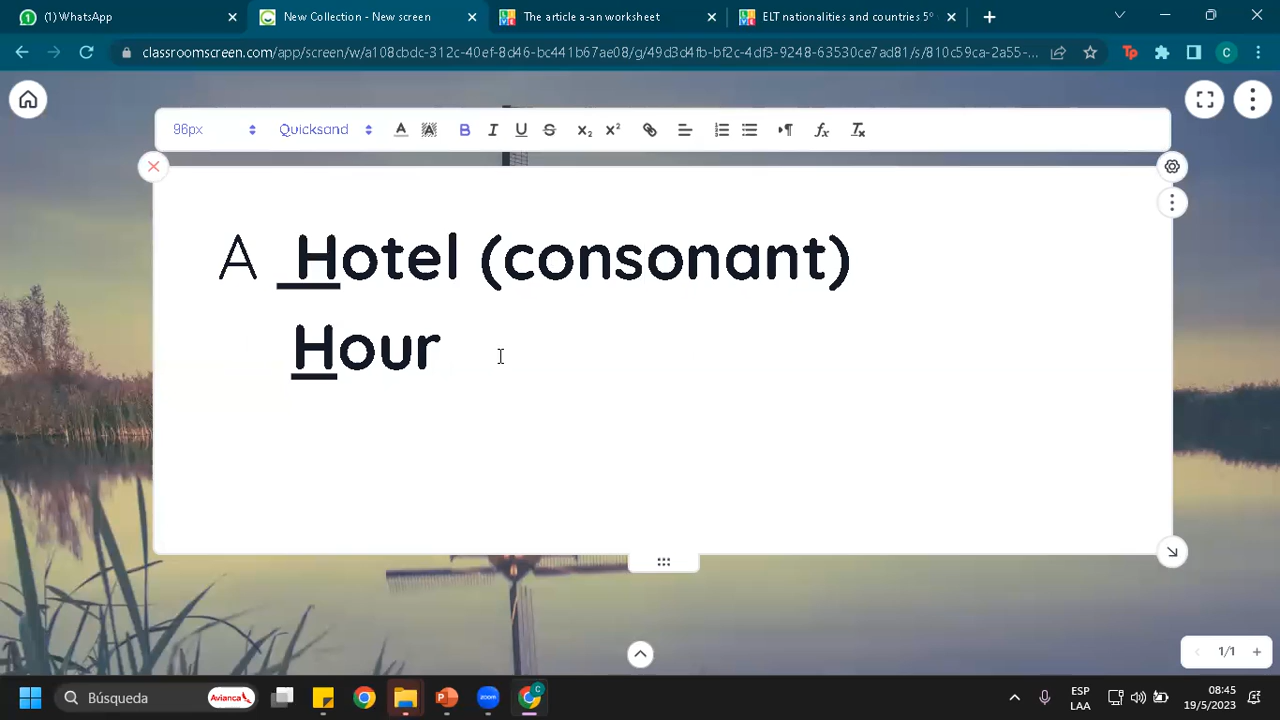 (1) WhatsApp
New Collection - New screen
The article a-an worksheet
ELT nationalities and countries 5º
classroomscreen.com/app/screen/w/a108cbdc-312c-40ef-8d46-bc441b67ae08/g/49d3d4fb-bf2c-4df3-9248-63530ce7ad81/s/810c59ca-2a55-...
96px
Quicksand
A Hotel (consonant)
Hour
1/1
Búsqueda
Avianca
zoom
ESP
LAA
08:45
19/5/2023